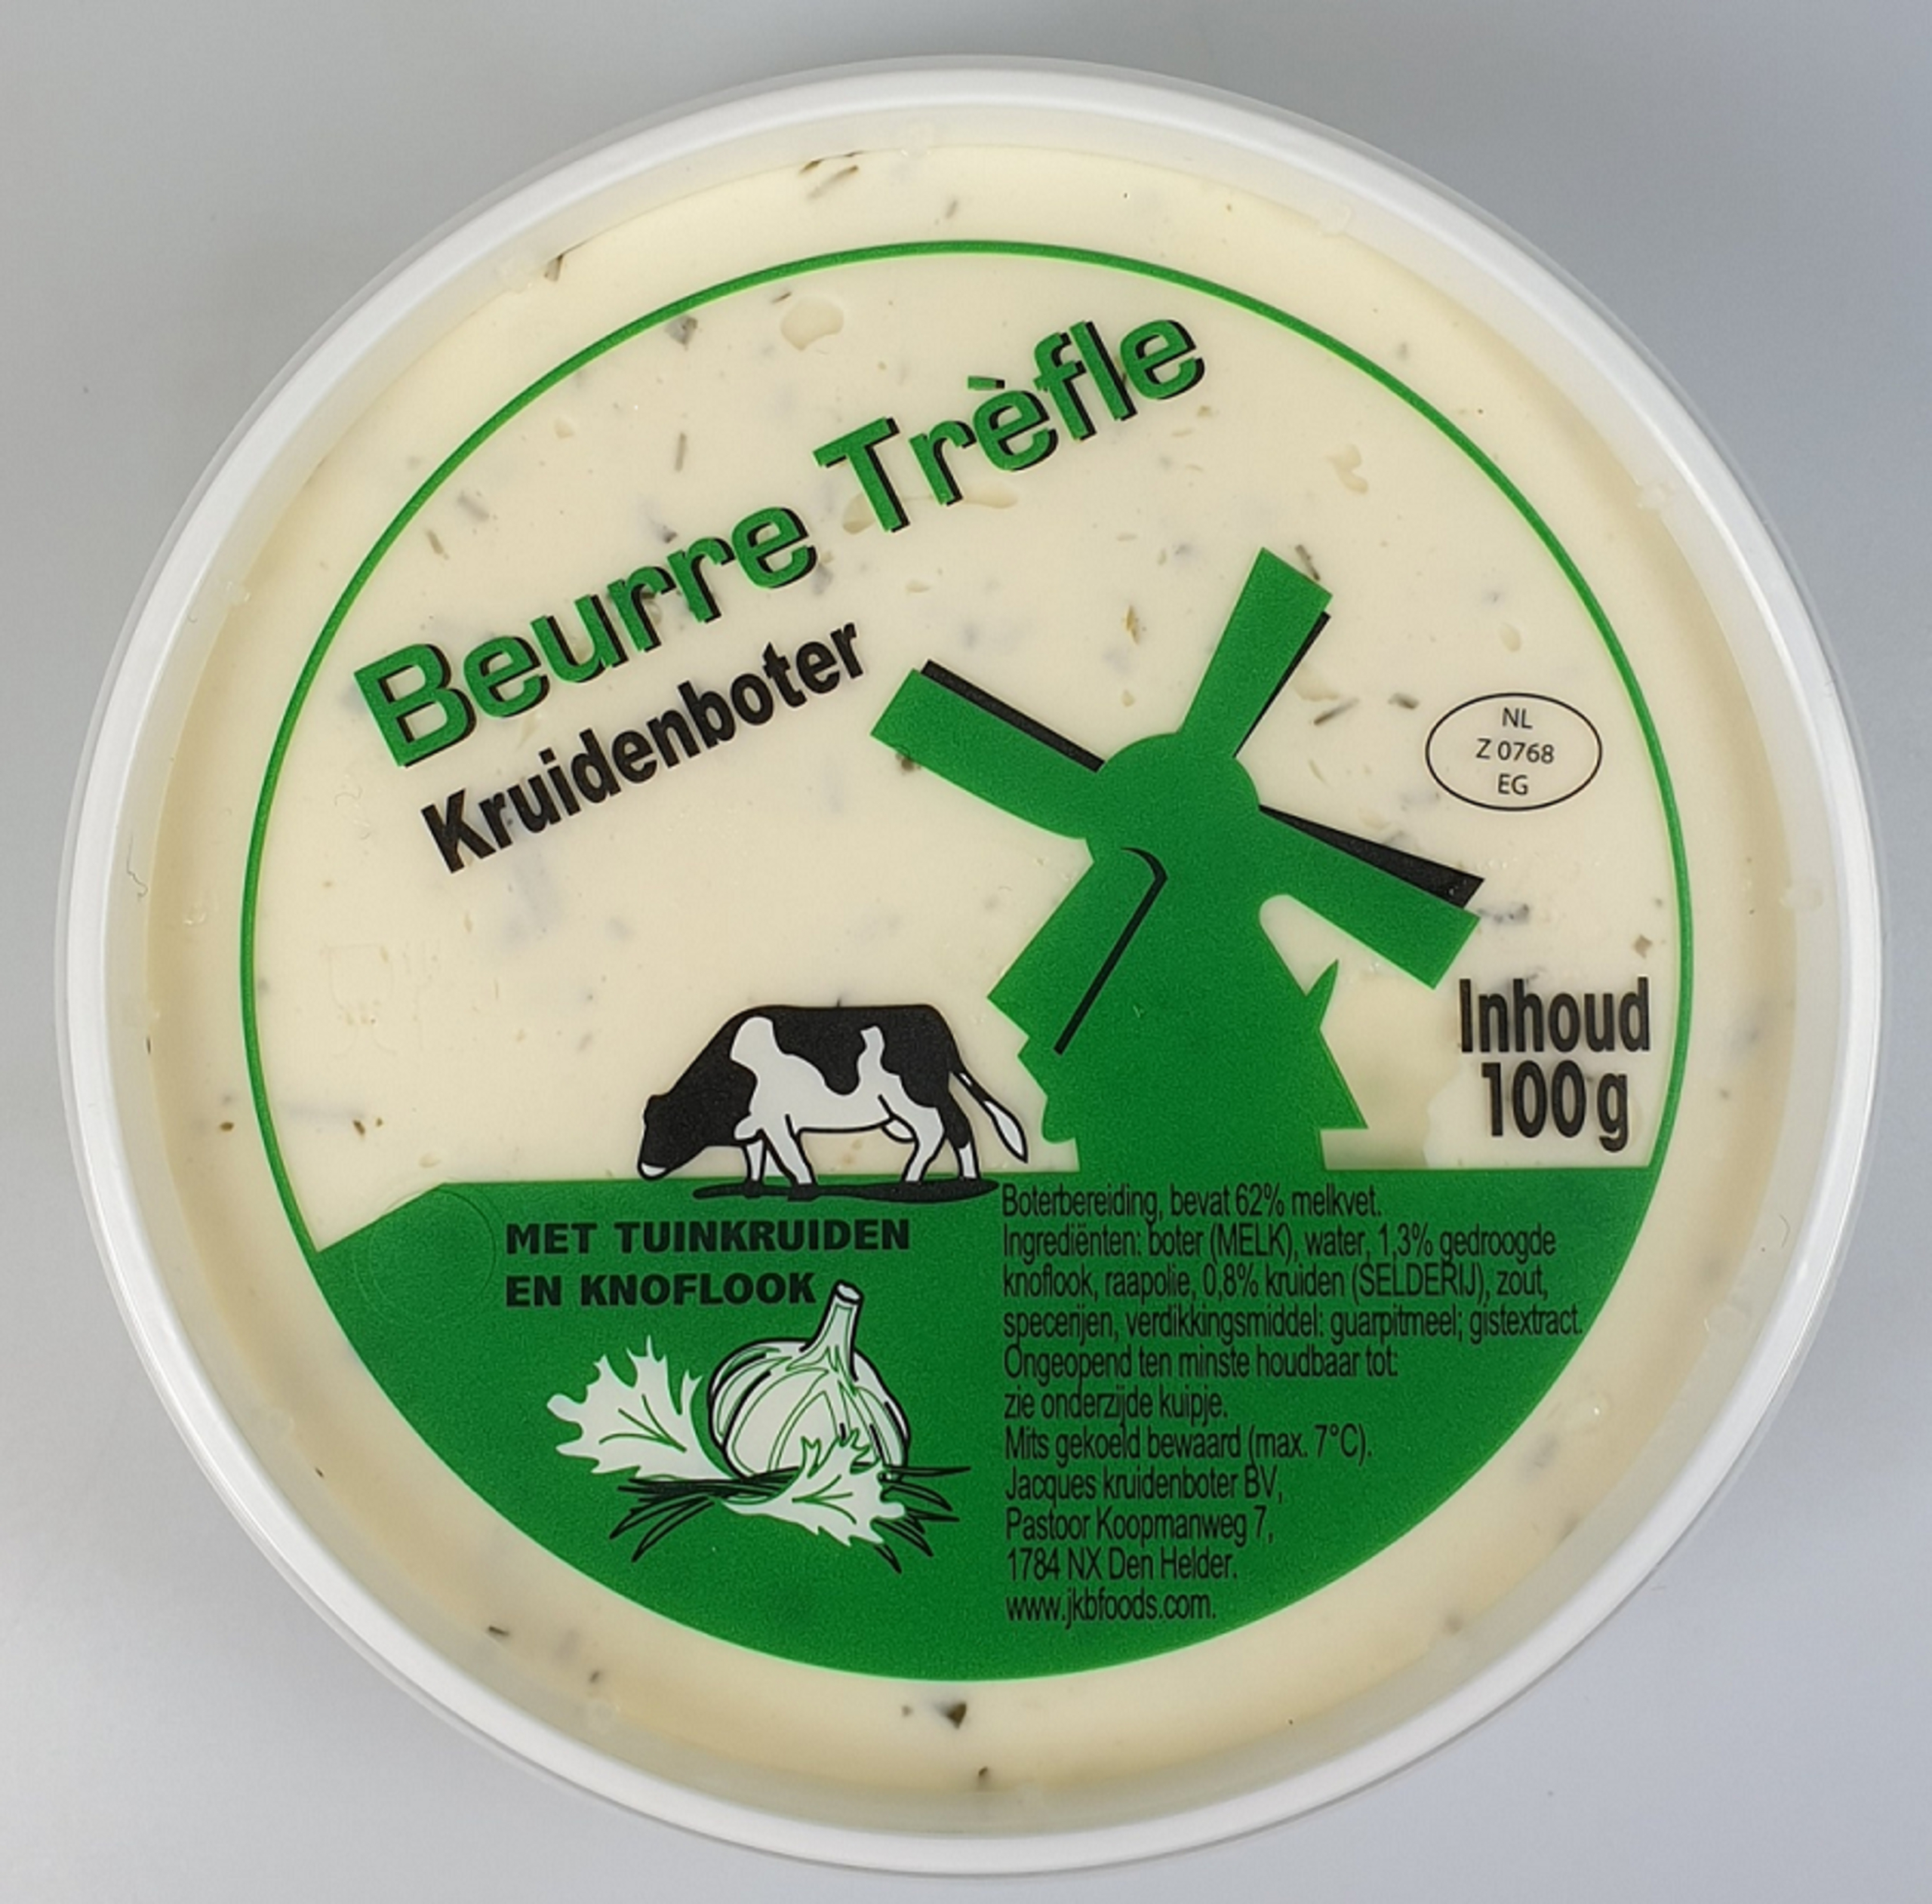 Beurre Trèfle
Kruidenboter
NL
Z 0768
EG
Inhoud
100 g
MET TUINKRUIDEN
EN KNOFLOOK
Boterbereiding, bevat 62% melkvet.
Ingrediënten: boter (MELK), water, 1,3% gedroogde
knoflook, raapolie, 0,8% kruiden (SELDERIJ), zout,
specerijen, verdikkingsmiddel: guarpitmeel; gistextract.
Ongeopend ten minste houdbaar tot:
zie onderzijde kuipje.
Mits gekoeld bewaard (max. 7°C).
Jacques kruidenboter BV,
Pastoor Koopmanweg 7,
1784 NX Den Helder.
www.jkbfoods.com.